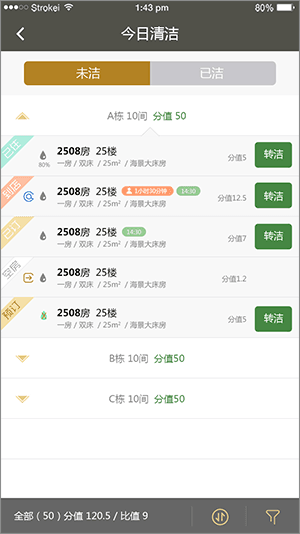 Strokei 1:43 pm 80%
今日清洁
未洁 已洁
A栋 10间 分值 50
已住 80% 2508房 25楼 分值5 转洁
一房 / 双床 / 25m² / 海景大床房
到店 2508房 25楼 1小时30分钟 14:30 分值12.5 转洁
一房 / 双床 / 25m² / 海景大床房
已订 2508房 25楼 14:30 分值7 转洁
一房 / 双床 / 25m² / 海景大床房
空房 2508房 25楼 分值1.2
一房 / 双床 / 25m² / 海景大床房
预订 2508房 25楼 分值5 转洁
一房 / 双床 / 25m² / 海景大床房
B栋 10间 分值50
C栋 10间 分值50
全部（50）分值 120.5 / 比值 9